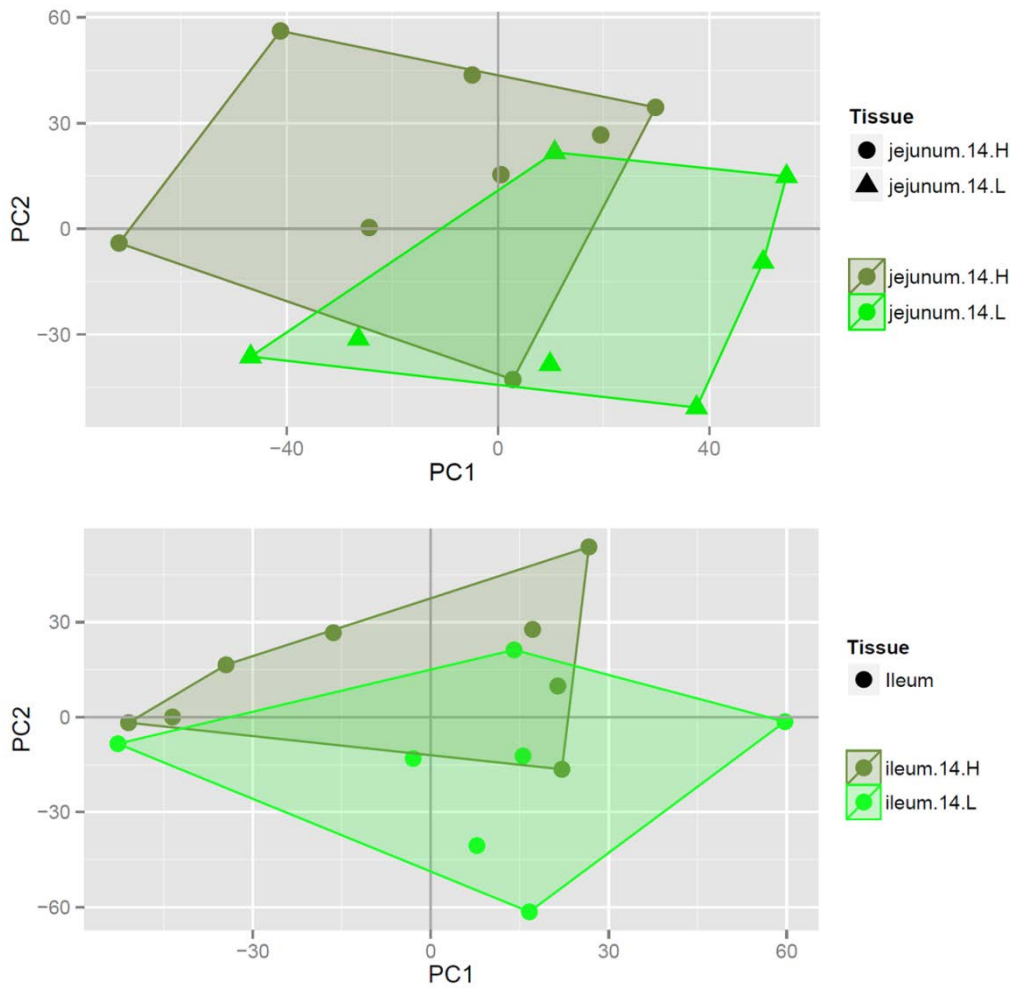 60
30
0
−30
PC2
−40
0
40
PC1
Tissue
jejunum.14.H
jejunum.14.L
jejunum.14.H
jejunum.14.L
30
0
−30
−60
PC2
−30
0
30
60
PC1
Tissue
Ileum
ileum.14.H
ileum.14.L